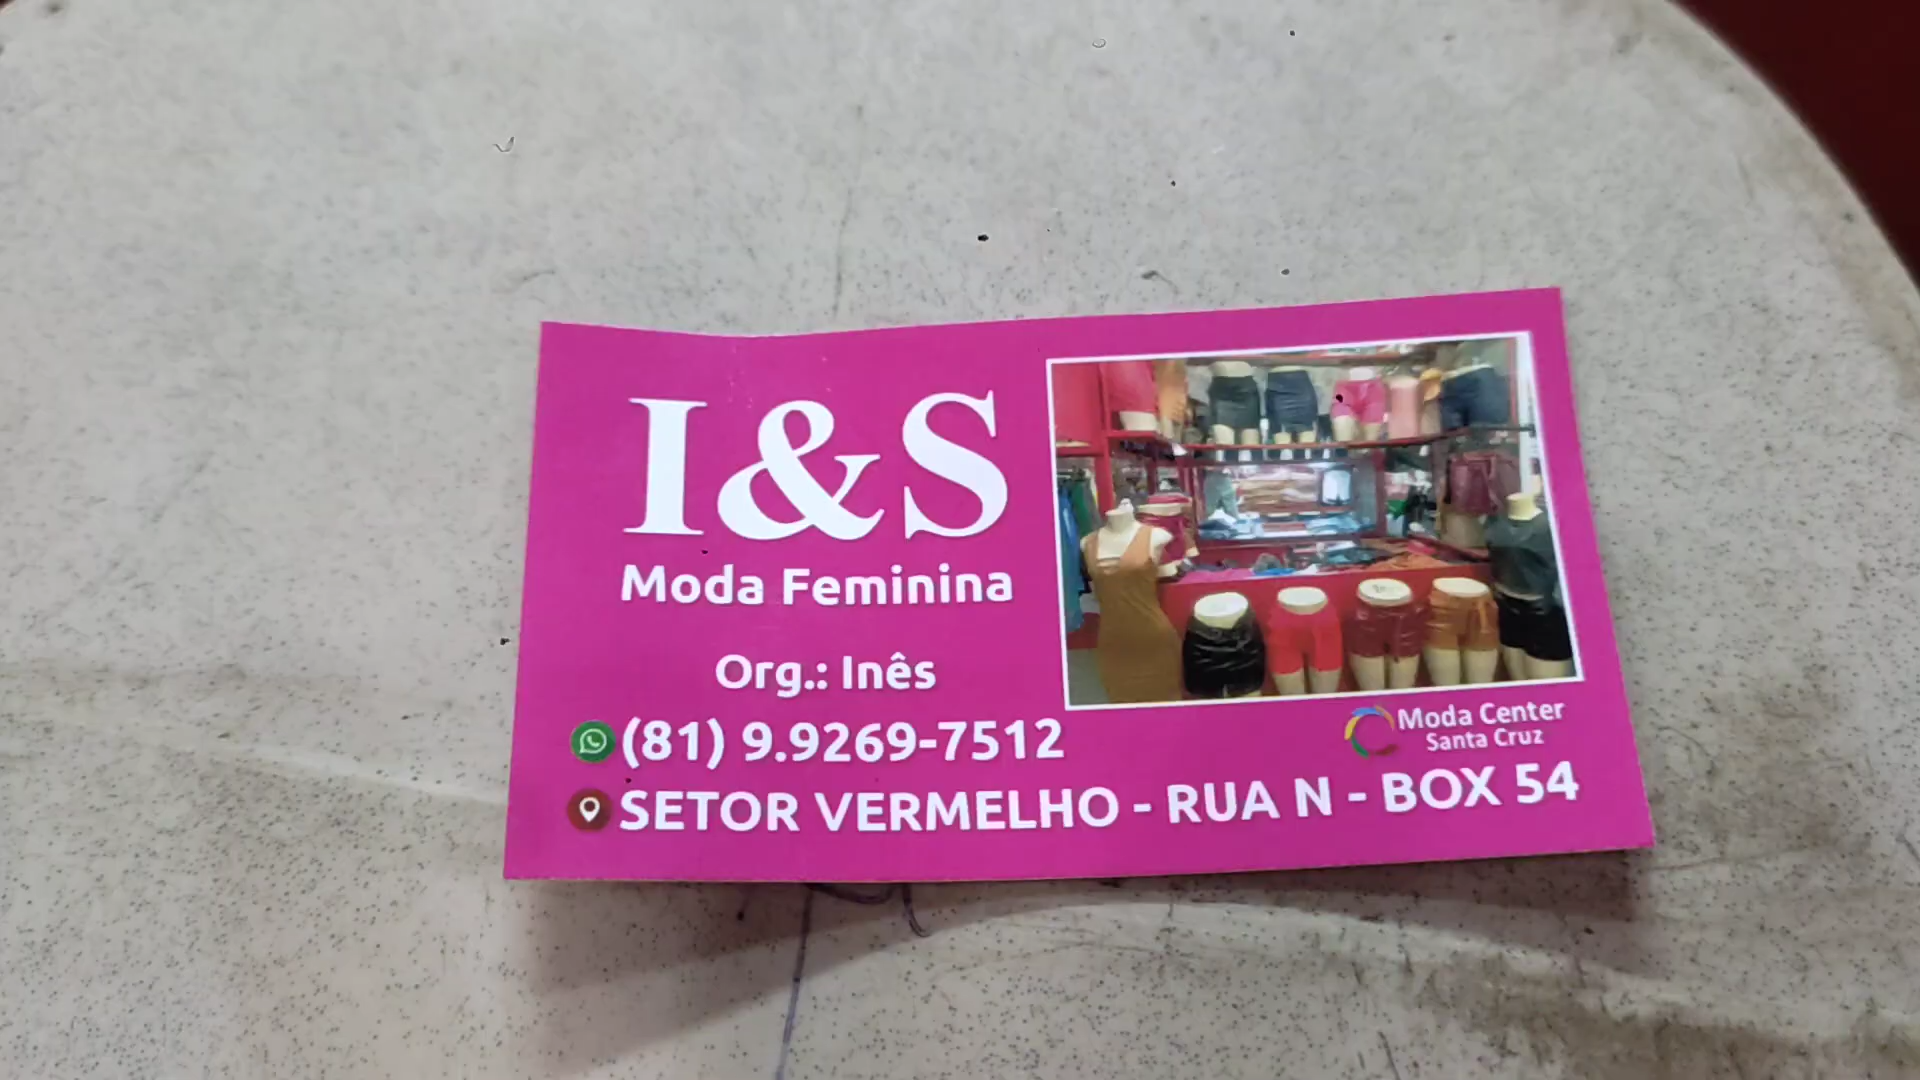 I&S
Moda Feminina
Org.: Inês
(81) 9.9269-7512
Moda Center
Santa Cruz
SETOR VERMELHO - RUA N - BOX 54